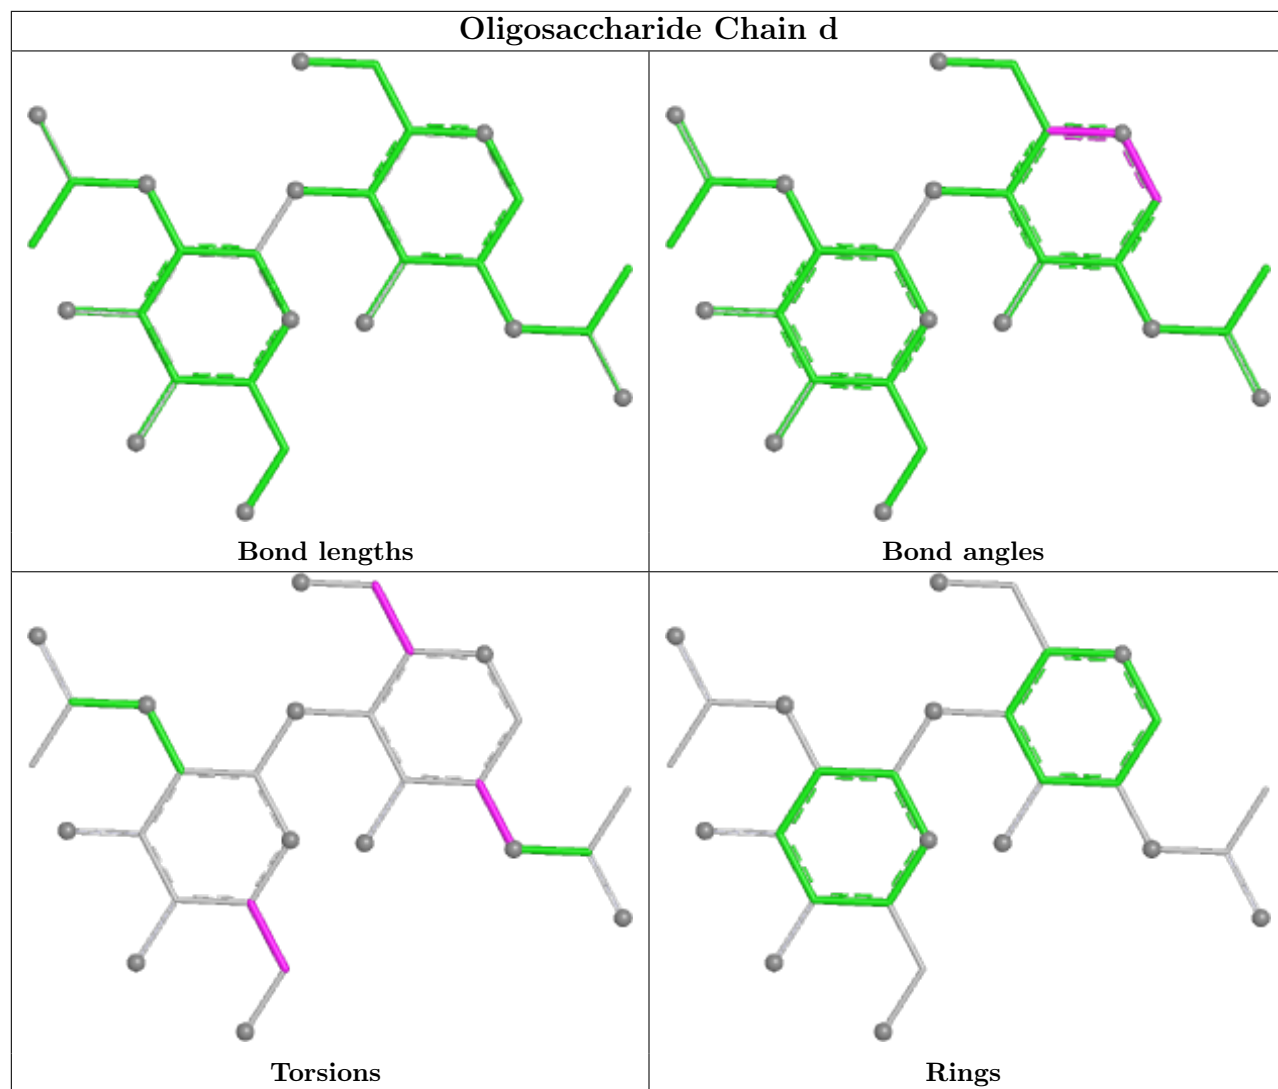 Oligosaccharide Chain d
Bond lengths
Bond angles
Torsions
Rings